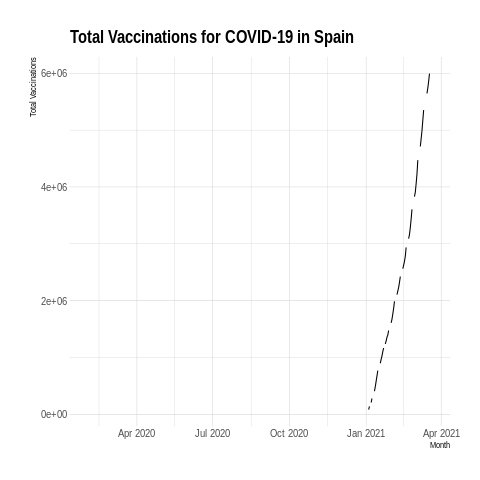 Total Vaccinations for COVID-19 in Spain
Total Vaccinations
6e+06
4e+06
2e+06
0e+00
Apr 2020
Jul 2020
Oct 2020
Jan 2021
Apr 2021
Month